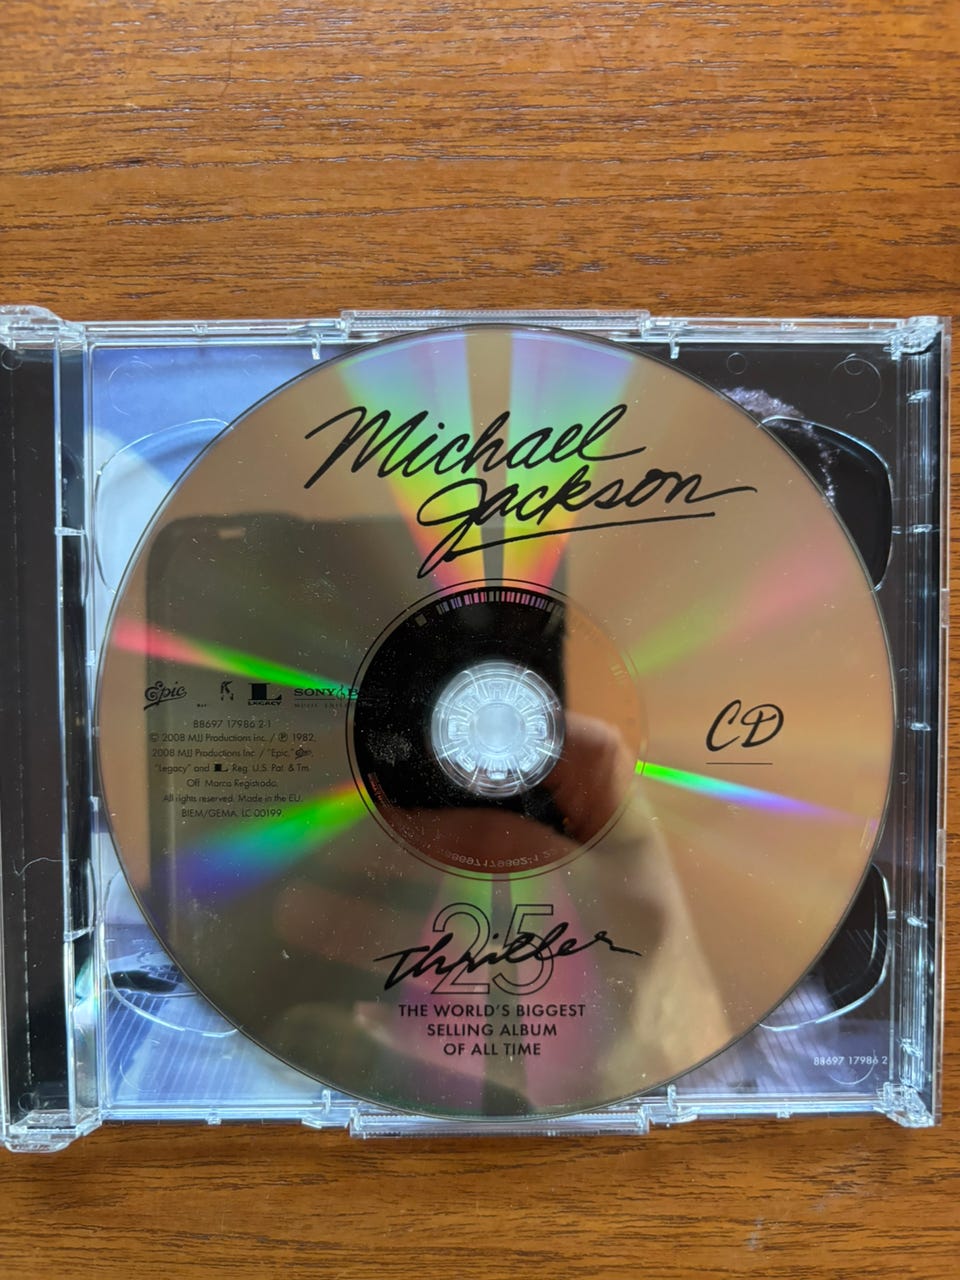 Michael
Jackson
Epic
LEGACY
SONY B
88697 17986 2-1
© 2008 MJJ Productions Inc. / ℗ 1982,
2008 MJJ Productions Inc. / "Epic,"
"Legacy" and L Reg. U.S. Pat. & Tm.
Off. Marca Registrada.
All rights reserved. Made in the EU.
BIEM/GEMA. LC 00199.
CD
25
Thriller
THE WORLD'S BIGGEST
SELLING ALBUM
OF ALL TIME
88697 17986 2